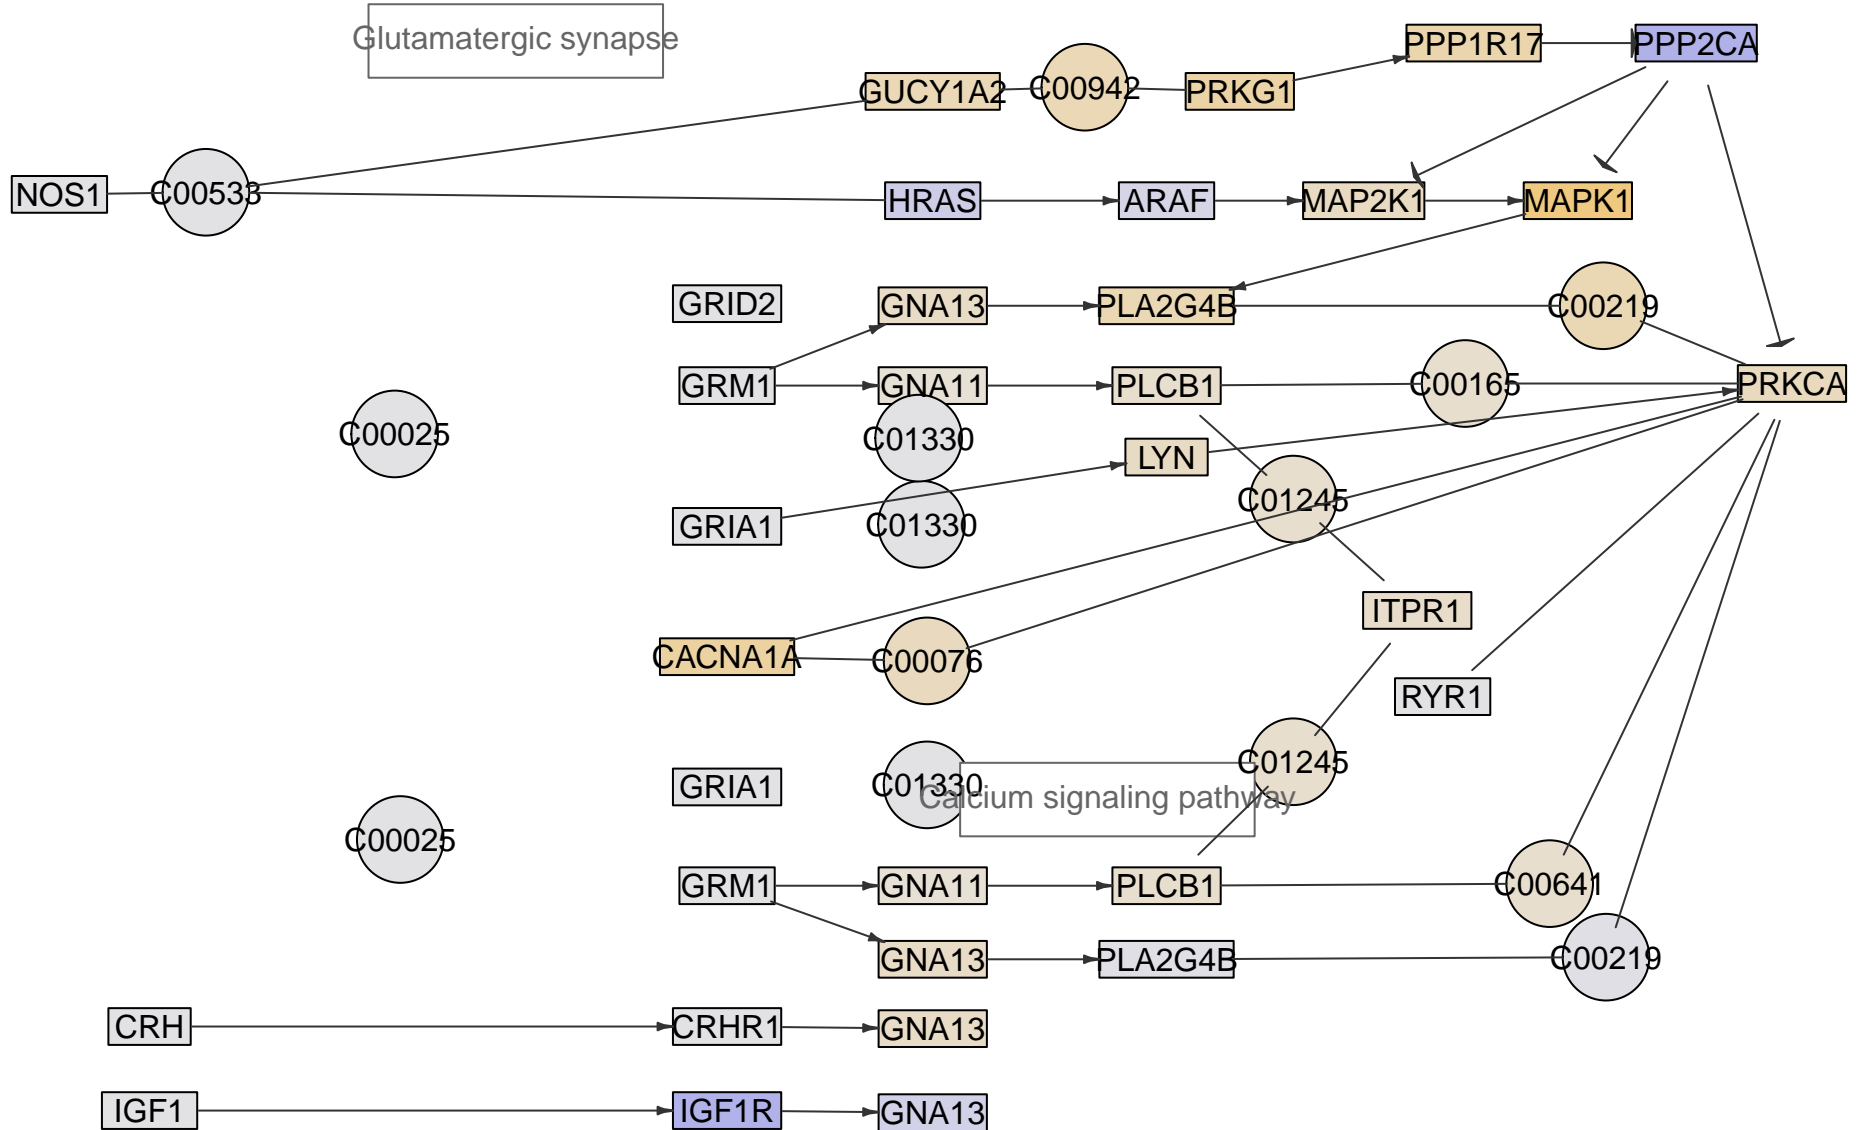 Glutamatergic synapse
PPP1R17
PPP2CA
GUCY1A2
C00942
PRKG1
NOS1
C00533
HRAS
ARAF
MAP2K1
MAPK1
GRID2
GNA13
PLA2G4B
C00219
GRM1
GNA11
PLCB1
C00165
PRKCA
C00025
C01330
LYN
GRIA1
C01330
C01245
ITPR1
CACNA1A
C00076
RYR1
GRIA1
C01330
C01245
Calcium signaling pathway
C00025
GRM1
GNA11
PLCB1
C00641
GNA13
PLA2G4B
C00219
CRH
CRHR1
GNA13
IGF1
IGF1R
GNA13